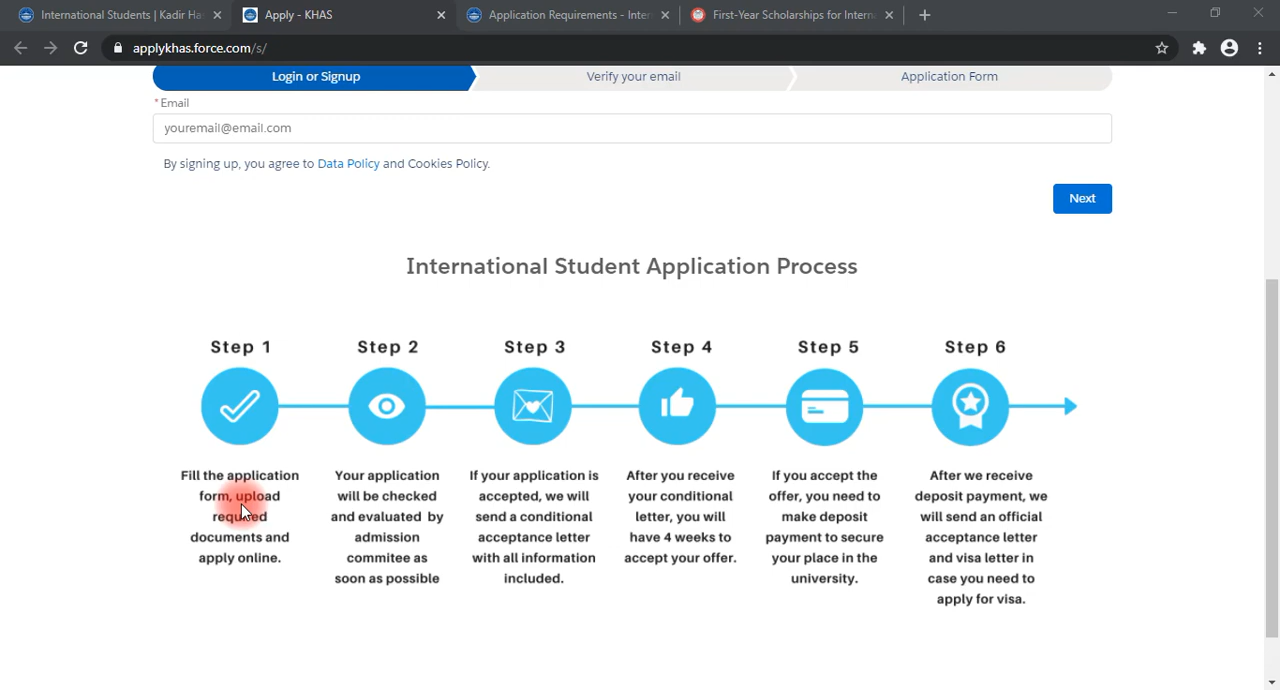 International Students | Kadir Ha
Apply - KHAS
Application Requirements - Inter
First-Year Scholarships for Interna
applykhas.force.com/s/
Login or Signup
Verify your email
Application Form
*Email
youremail@email.com
By signing up, you agree to Data Policy and Cookies Policy.
Next
International Student Application Process
Step 1
Step 2
Step 3
Step 4
Step 5
Step 6
Fill the application
form, upload
required
documents and
apply online.
Your application
will be checked
and evaluated by
admission
commitee as
soon as possible
If your application is
accepted, we will
send a conditional
acceptance letter
with all information
included.
After you receive
your conditional
letter, you will
have 4 weeks to
accept your offer.
If you accept the
offer, you need to
make deposit
payment to secure
your place in the
university.
After we receive
deposit payment, we
will send an official
acceptance letter
and visa letter in
case you need to
apply for visa.